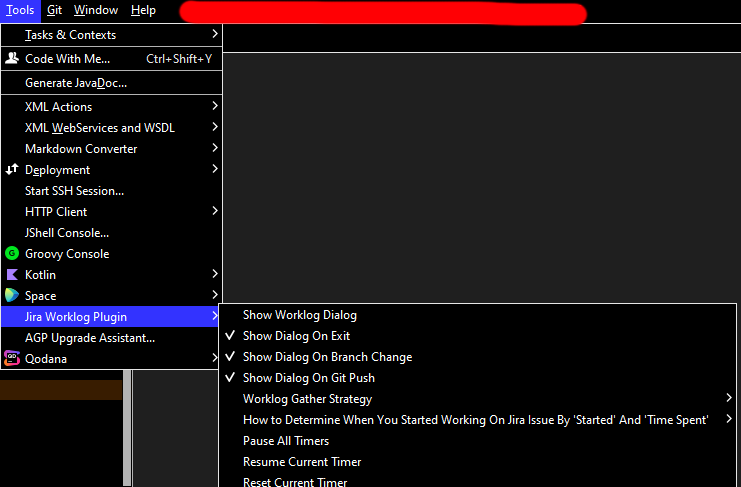 Tools Git Window Help
Tasks & Contexts
Code With Me... Ctrl+Shift+Y
Generate JavaDoc...
XML Actions
XML WebServices and WSDL
Markdown Converter
Deployment
Start SSH Session...
HTTP Client
JShell Console...
G Groovy Console
Kotlin
Space
Jira Worklog Plugin
AGP Upgrade Assistant...
QD Qodana
Show Worklog Dialog
Show Dialog On Exit
Show Dialog On Branch Change
Show Dialog On Git Push
Worklog Gather Strategy
How to Determine When You Started Working On Jira Issue By 'Started' And 'Time Spent'
Pause All Timers
Resume Current Timer
Reset Current Timer